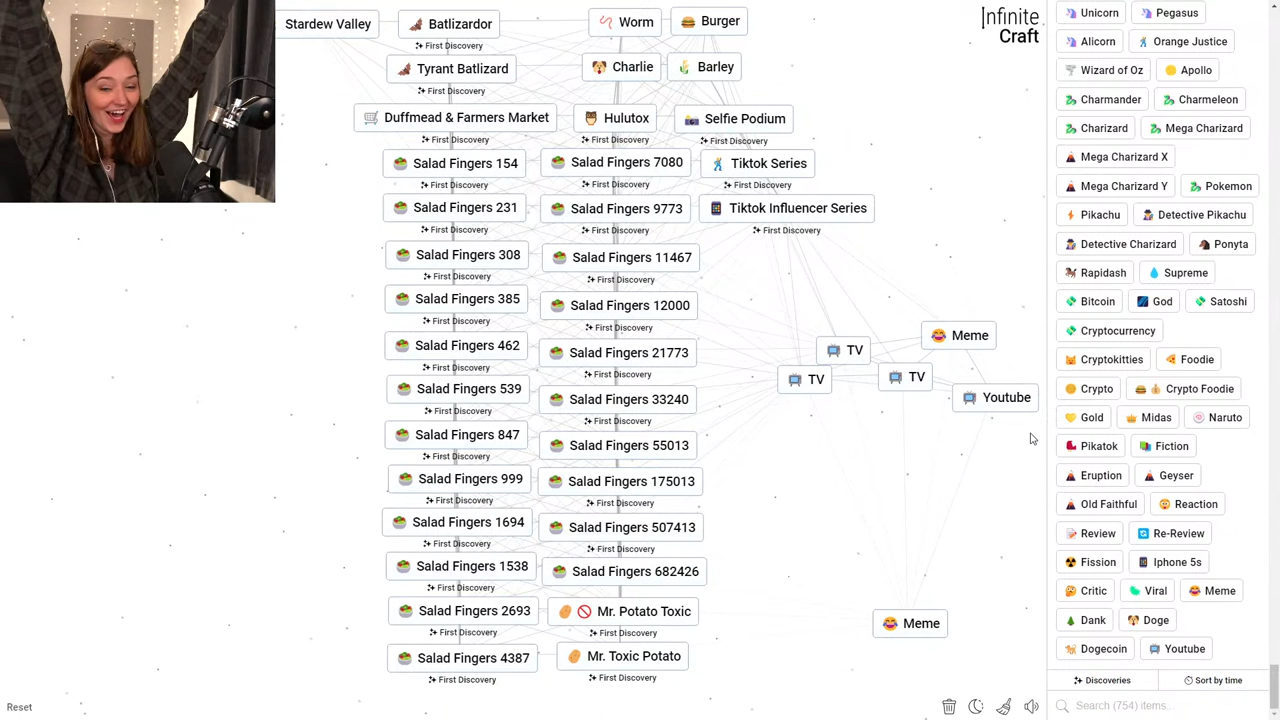 Stardew Valley
Batlizardor
First Discovery
Tyrant Batlizard
First Discovery
Duffmead & Farmers Market
First Discovery
Salad Fingers 154
First Discovery
Salad Fingers 231
First Discovery
Salad Fingers 308
First Discovery
Salad Fingers 385
First Discovery
Salad Fingers 462
First Discovery
Salad Fingers 539
First Discovery
Salad Fingers 847
First Discovery
Salad Fingers 999
First Discovery
Salad Fingers 1694
First Discovery
Salad Fingers 1538
First Discovery
Salad Fingers 2693
First Discovery
Salad Fingers 4387
First Discovery
Worm
Burger
Charlie
Barley
Hulutox
First Discovery
Selfie Podium
First Discovery
Salad Fingers 7080
First Discovery
Tiktok Series
First Discovery
Salad Fingers 9773
First Discovery
Tiktok Influencer Series
First Discovery
Salad Fingers 11467
First Discovery
Salad Fingers 12000
First Discovery
Salad Fingers 21773
First Discovery
Salad Fingers 33240
First Discovery
Salad Fingers 55013
First Discovery
Salad Fingers 175013
First Discovery
Salad Fingers 507413
First Discovery
Salad Fingers 682426
First Discovery
Mr. Potato Toxic
First Discovery
Mr. Toxic Potato
First Discovery
TV
TV
TV
Meme
Youtube
Meme
Infinite
Craft
Unicorn
Pegasus
Alicorn
Orange Justice
Wizard of Oz
Apollo
Charmander
Charmeleon
Charizard
Mega Charizard
Mega Charizard X
Mega Charizard Y
Pokemon
Pikachu
Detective Pikachu
Detective Charizard
Ponyta
Rapidash
Supreme
Bitcoin
God
Satoshi
Cryptocurrency
Cryptokitties
Foodie
Crypto
Crypto Foodie
Gold
Midas
Naruto
Pikatok
Fiction
Eruption
Geyser
Old Faithful
Reaction
Review
Re-Review
Fission
Iphone 5s
Critic
Viral
Meme
Dank
Doge
Dogecoin
Youtube
Discoveries
Sort by time
Search (754) items...
Reset